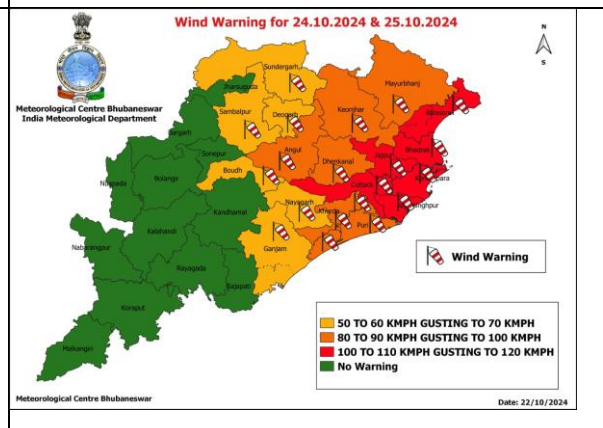 Wind Warning for 24.10.2024 & 25.10.2024
N
S
Meteorological Centre Bhubaneswar
India Meteorological Department
Sundergarh
Jharsuguda
Mayurbhanj
Sambalpur
Deogarh
Keonjhar
Balasore
Bargarh
Sonepur
Angul
Bhadrak
Jajpur
Boudh
Dhenkanal
Nuapada
Bolangir
Cuttack
Kandhamal
Nayagarh
Khurda
Puri
Kalahandi
Nabarangpur
Ganjam
Rayagada
Gajapati
Koraput
Malkangiri
Wind Warning
50 TO 60 KMPH GUSTING TO 70 KMPH
80 TO 90 KMPH GUSTING TO 100 KMPH
100 TO 110 KMPH GUSTING TO 120 KMPH
No Warning
Meteorological Centre Bhubaneswar
Date: 22/10/2024